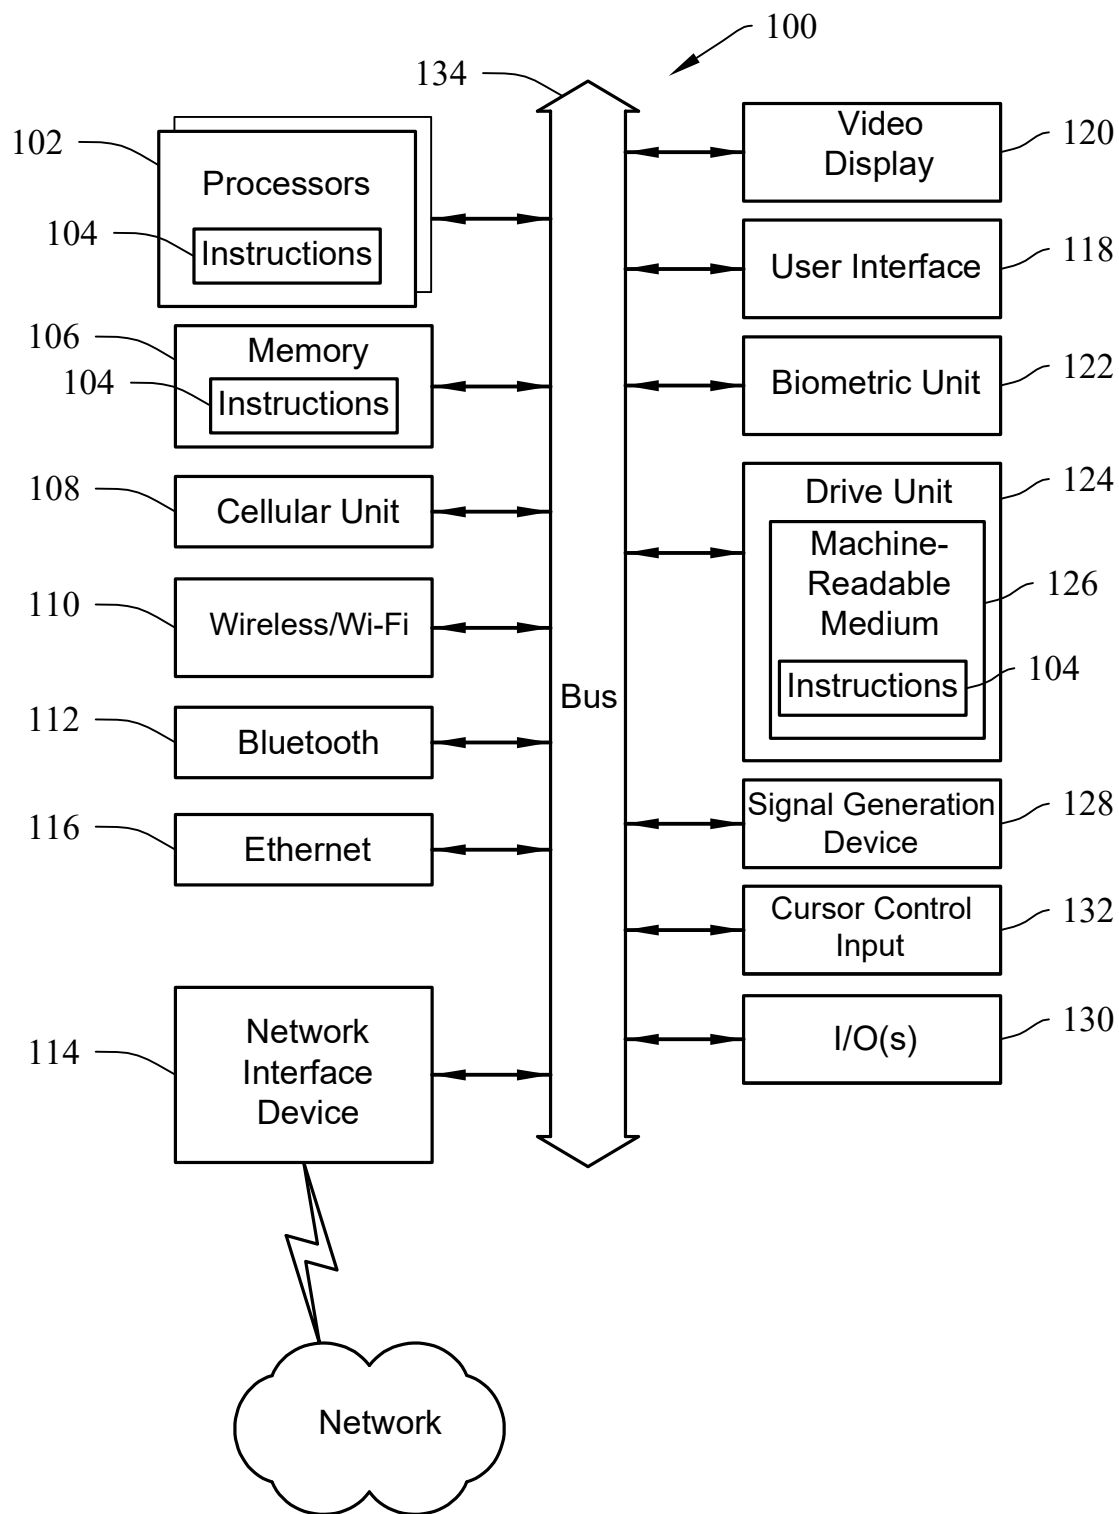 100
134
102
Processors
104
Instructions
106
Memory
104
Instructions
108
Cellular Unit
110
Wireless/Wi-Fi
112
Bluetooth
116
Ethernet
114
Network
Interface
Device
Network
Bus
Video
Display
120
User Interface
118
Biometric Unit
122
Drive Unit
124
Machine-
Readable
Medium
126
Instructions
104
Signal Generation
Device
128
Cursor Control
Input
132
I/O(s)
130